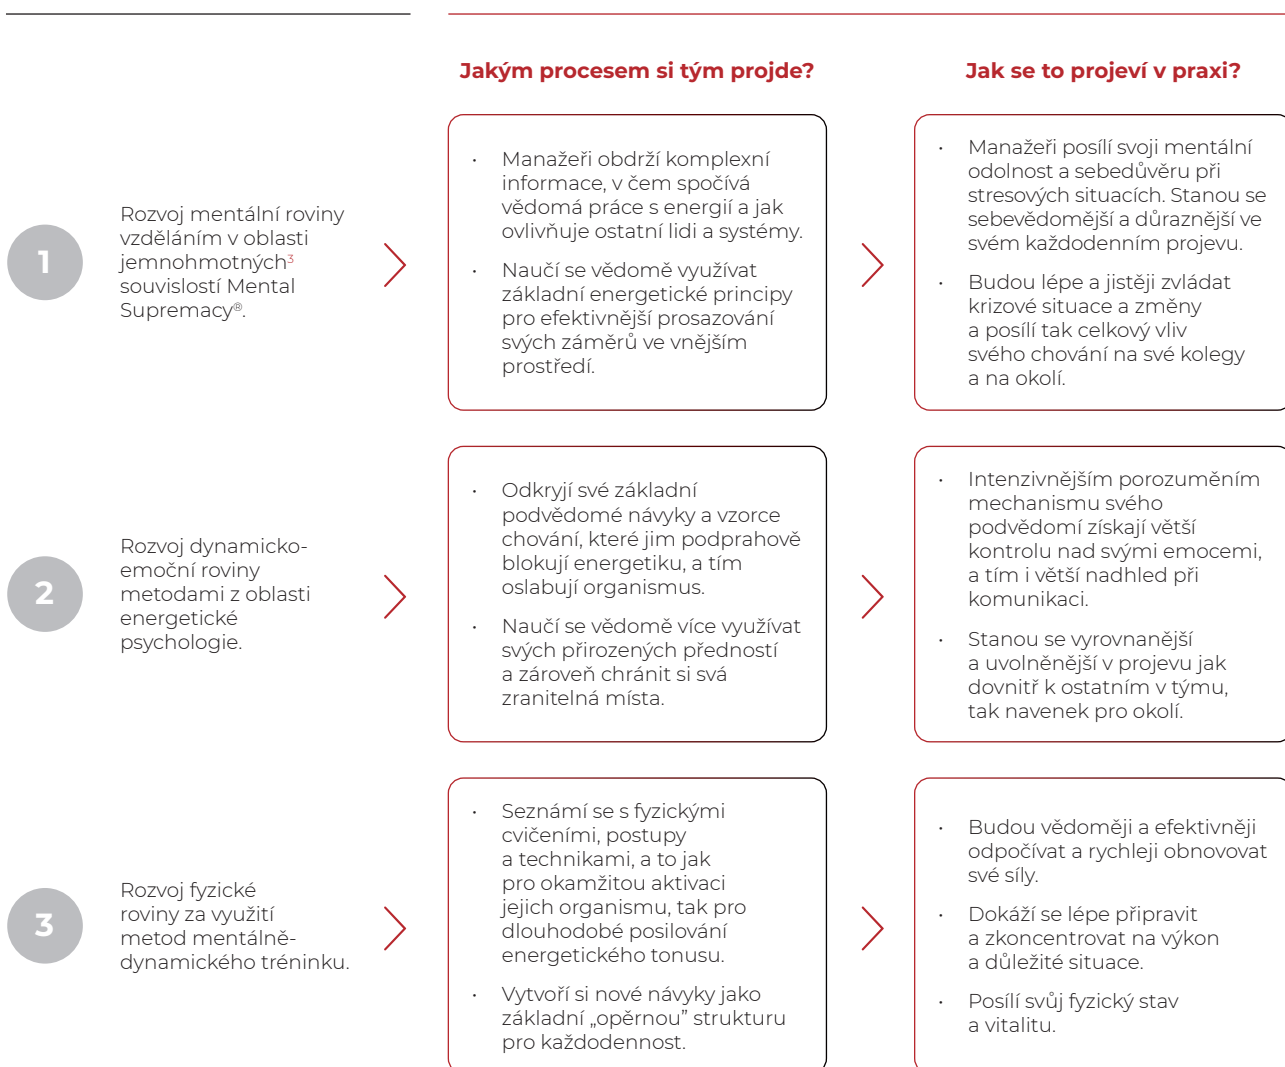 Jakým procesem si tým projde?
Jak se to projeví v praxi?
1
Rozvoj mentální roviny
vzděláním v oblasti
jemnohmotných³
souvislostí Mental
Supremacy®.
· Manažeři obdrží komplexní
informace, v čem spočívá
vědomá práce s energií a jak
ovlivňuje ostatní lidi a systémy.
· Naučí se vědomě využívat
základní energetické principy
pro efektivnější prosazování
svých záměrů ve vnějším
prostředí.
· Manažeři posílí svoji mentální
odolnost a sebedůvěru při
stresových situacích. Stanou se
sebevědomější a důraznější ve
svém každodenním projevu.
· Budou lépe a jistěji zvládat
krizové situace a změny
a posílí tak celkový vliv
svého chování na své kolegy
a na okolí.
2
Rozvoj dynamicko-
emoční roviny
metodami z oblasti
energetické
psychologie.
· Odkryjí své základní
podvědomé návyky a vzorce
chování, které jim podprahově
blokují energetiku, a tím
oslabují organismus.
· Naučí se vědomě více využívat
svých přirozených předností
a zároveň chránit si svá
zranitelná místa.
· Intenzivnějším porozuměním
mechanismu svého
podvědomí získají větší
kontrolu nad svými emocemi,
a tím i větší nadhled při
komunikaci.
· Stanou se vyrovnanější
a uvolněnější v projevu jak
dovnitř k ostatním v týmu,
tak navenek pro okolí.
3
Rozvoj fyzické
roviny za využití
metod mentálně-
dynamického tréninku.
· Seznámí se s fyzickými
cvičeními, postupy
a technikami, a to jak
pro okamžitou aktivaci
jejich organismu, tak pro
dlouhodobé posilování
energetického tonusu.
· Vytvoří si nové návyky jako
základní „opěrnou” strukturu
pro každodennost.
· Budou vědoměji a efektivněji
odpočívat a rychleji obnovovat
své síly.
· Dokáží se lépe připravit
a zkoncentrovat na výkon
a důležité situace.
· Posílí svůj fyzický stav
a vitalitu.